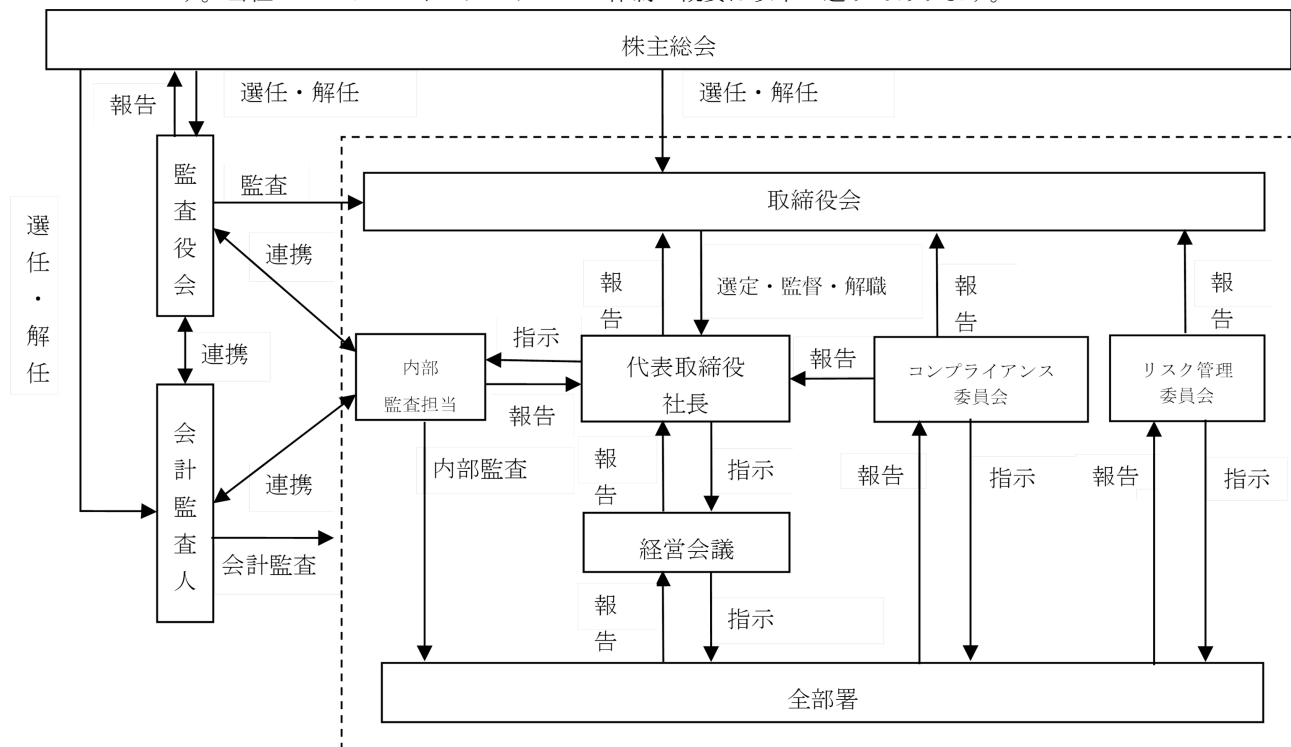 株主総会
報告
選任・解任
選任・解任
監査役会
監査
取締役会
選任・解任
連携
報告
選定・監督・解職
報告
報告
連携
内部
監査担当
指示
報告
代表取締役
社長
報告
コンプライアンス
委員会
リスク管理
委員会
会計監査人
連携
内部監査
報告
指示
報告
指示
報告
指示
会計監査
経営会議
報告
指示
全部署